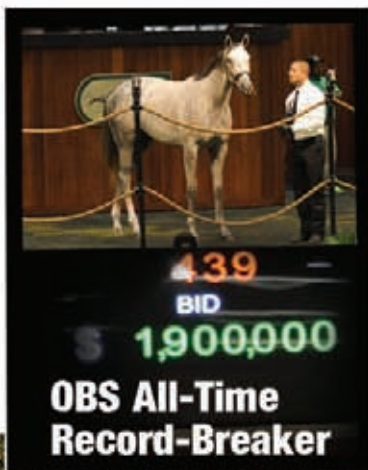 439
BID
$ 1,900,000
OBS All-Time
Record-Breaker